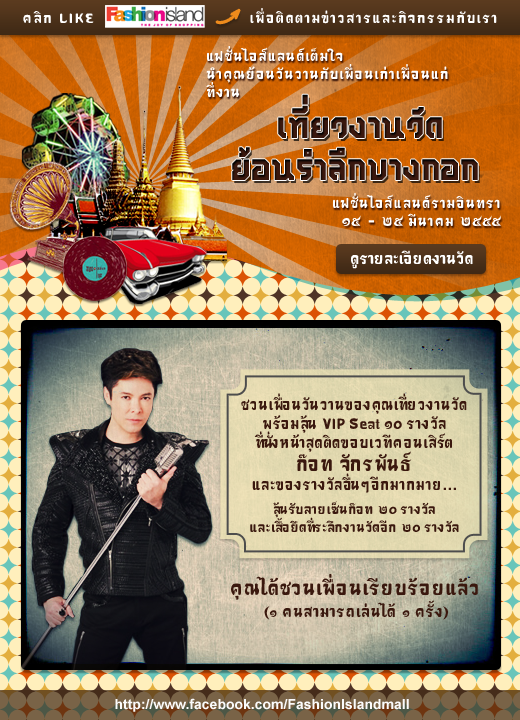 คลิก LIKE Fashionisland เพื่อติดตามข่าวสารและกิจกรรมกับเรา
THE JOY OF SHOPPING
แฟชั่นไอส์แลนด์เต็มใจ
นำคุณย้อนวันวานกับเพื่อนเก่าเพื่อนแก่
ที่งาน
เที่ยวงานวัด
ย้อนรำลึกบางกอก
แฟชั่นไอส์แลนด์รามอินทรา
๑๕ - ๒๕ มีนาคม ๒๕๕๕
ดูรายละเอียดงานวัด
ชวนเพื่อนวันวานของคุณเที่ยวงานวัด
พร้อมลุ้น VIP Seat ๑๐ รางวัล
ที่นั่งหน้าสุดติดขอบเวทีคอนเสิร์ต
ก๊อท จักรพันธ์
และของรางวัลอื่นๆอีกมากมาย...
ลุ้นรับลายเซ็นก๊อท ๒๐ รางวัล
และเสื้อยืดที่ระลึกงานวัดอีก ๒๐ รางวัล
คุณได้ชวนเพื่อนเรียบร้อยแล้ว
(๑ คนสามารถเล่นได้ ๑ ครั้ง)
http://www.facebook.com/FashionIslandmall